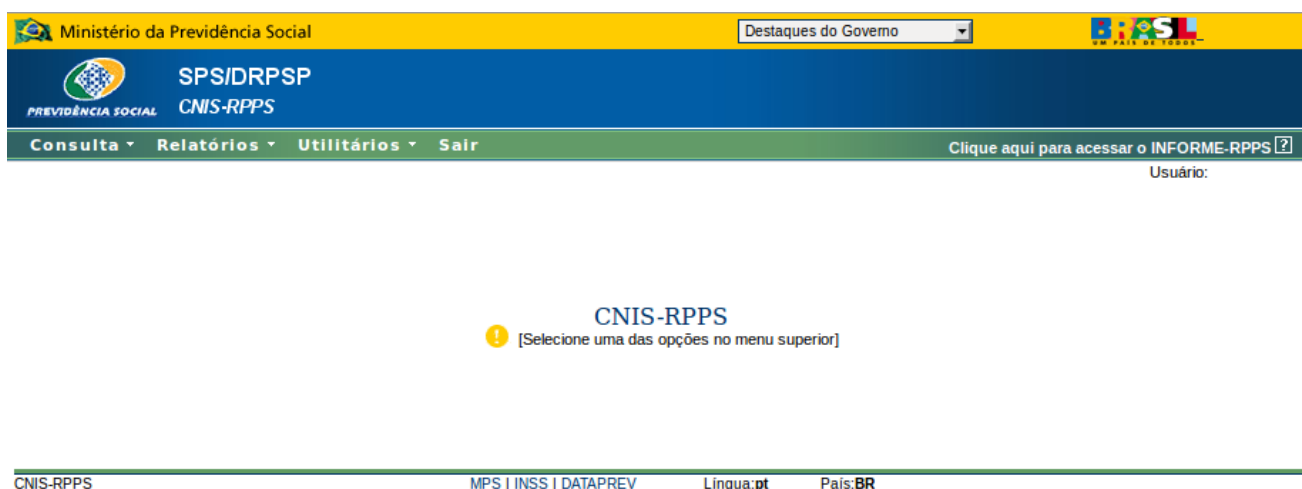 Ministério da Previdência Social
Destaques do Governo
BRASIL
UM PAÍS DE TODOS
SPS/DRPSP
PREVIDÊNCIA SOCIAL
CNIS-RPPS
Consulta Relatórios Utilitários Sair
Clique aqui para acessar o INFORME-RPPS ?
Usuário:
CNIS-RPPS
! [Selecione uma das opções no menu superior]
CNIS-RPPS MPS | INSS | DATAPREV Língua:pt País:BR